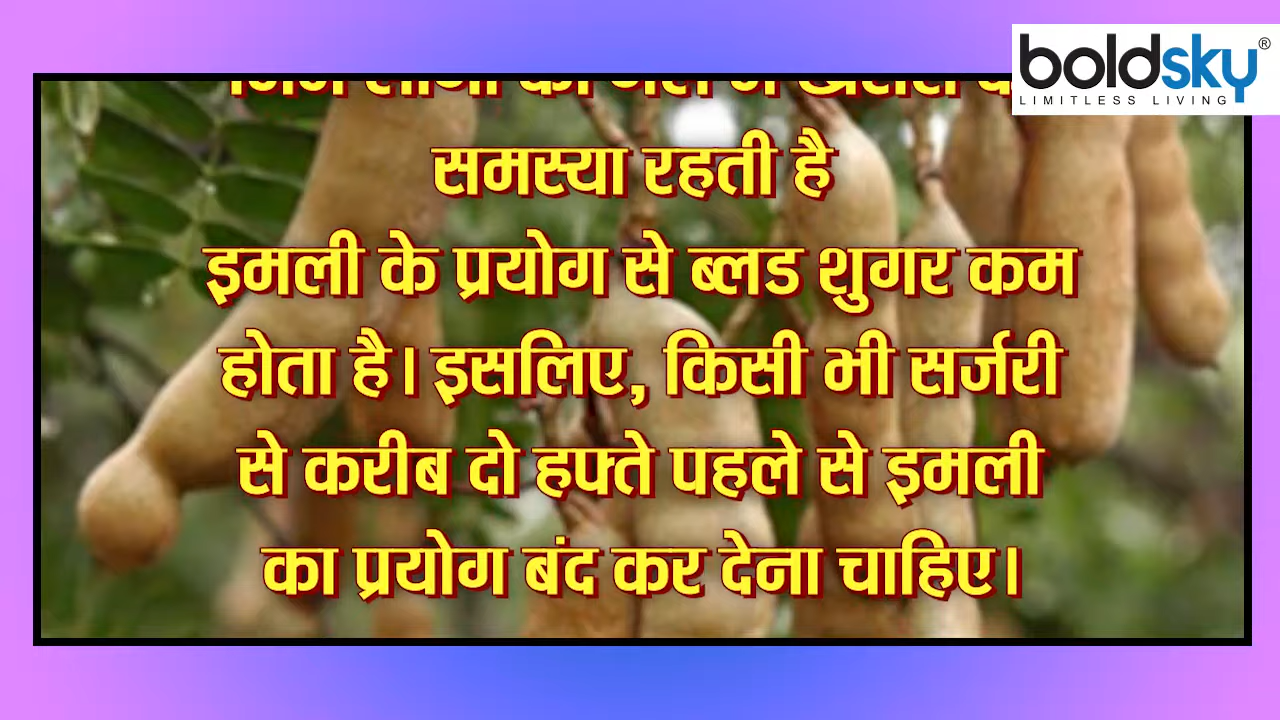 boldsky®
LIMITLESS LIVING
समस्या रहती है
इमली के प्रयोग से ब्लड शुगर कम
होता है। इसलिए, किसी भी सर्जरी
से करीब दो हफ्ते पहले से इमली
का प्रयोग बंद कर देना चाहिए।